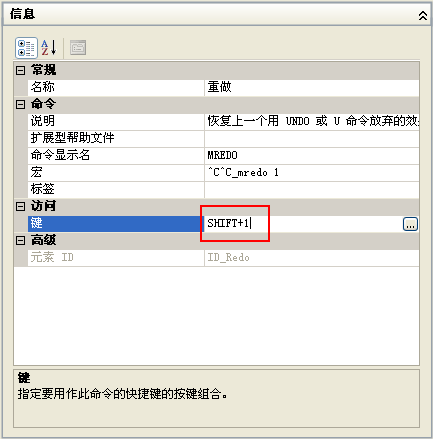 信息
常规
名称 重做
命令
说明 恢复上一个用 UNDO 或 U 命令放弃的效
扩展型帮助文件
命令显示名 MREDO
宏 ^C^C_mredo 1
标签
访问
键 SHIFT+1 ...
高级
元素 ID ID_Redo
键
指定要用作此命令的快捷键的按键组合。